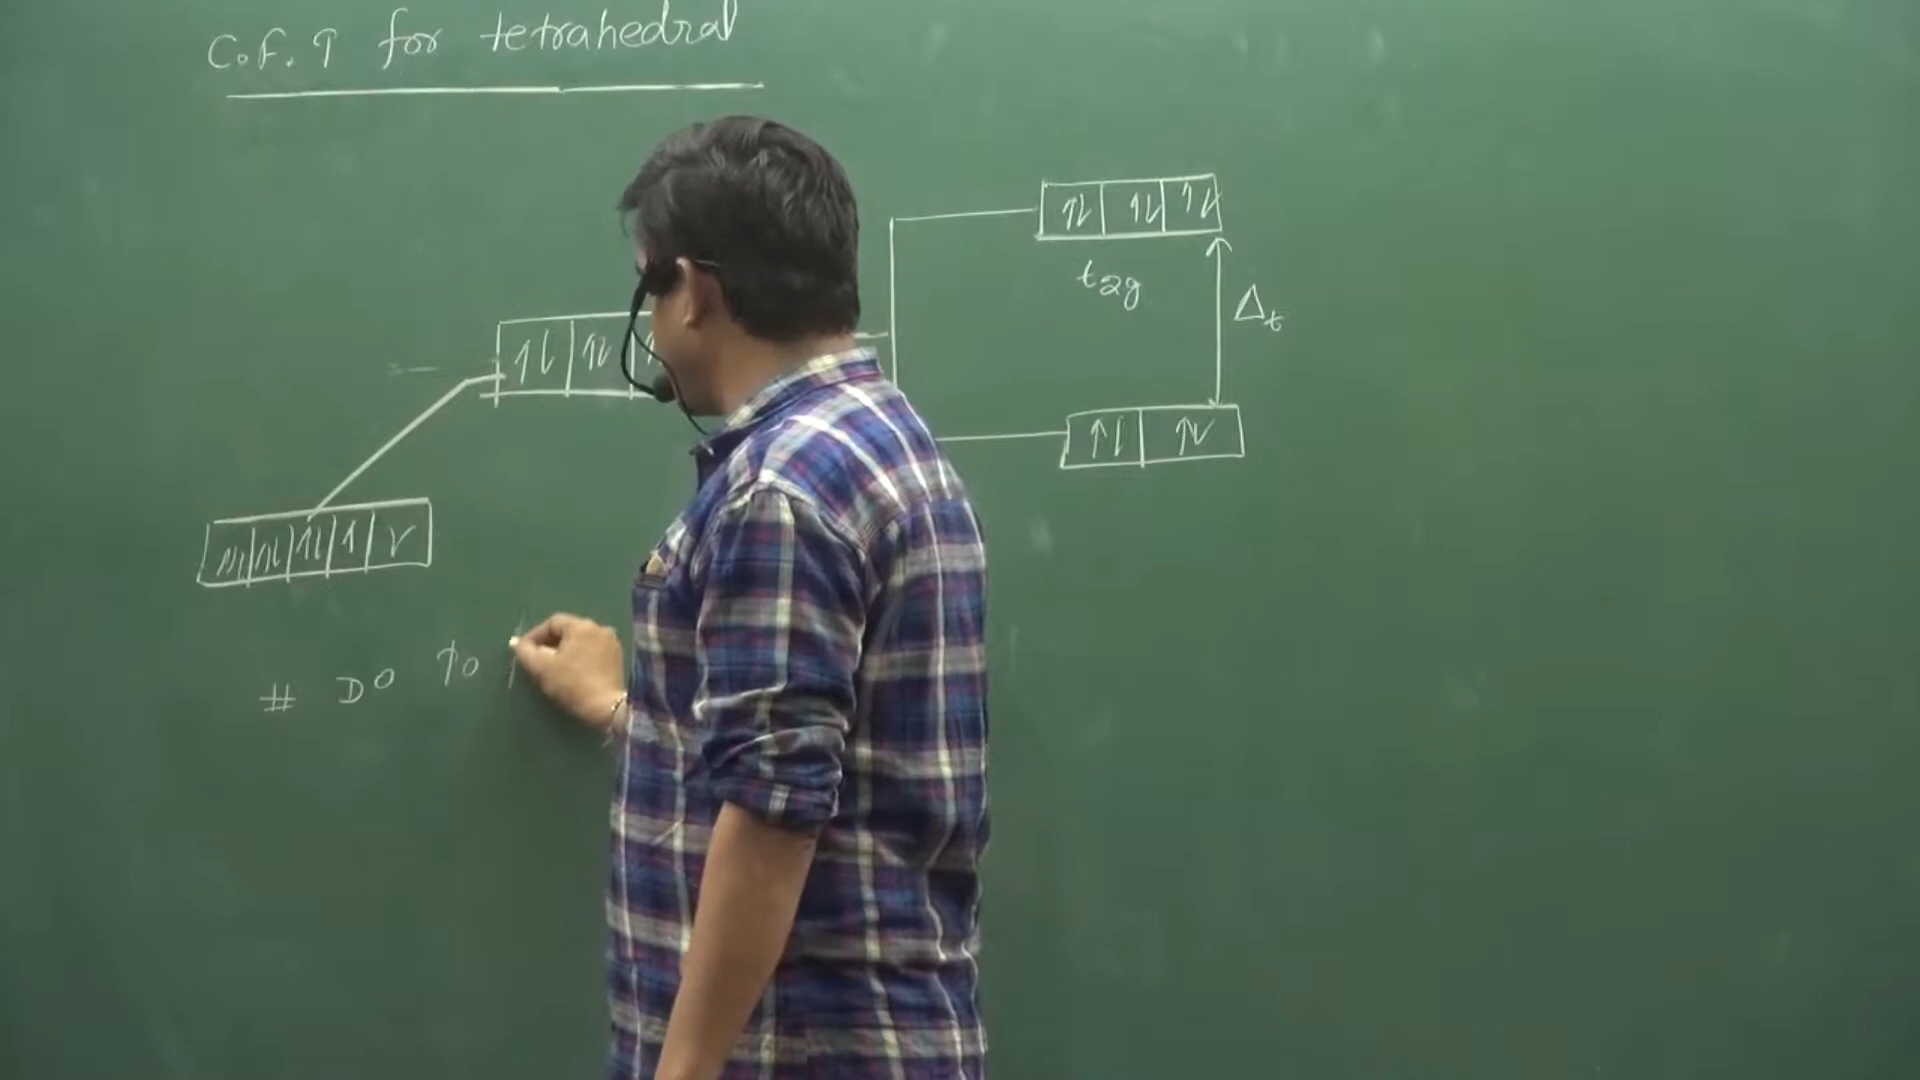 C.F.T for tetrahedral
↑↓ ↑↓ ↑↓
t2g
Δt
↑↓ ↑↓
↑↓ ↑↓
↑↓ ↑↓ ↑
# DO TO